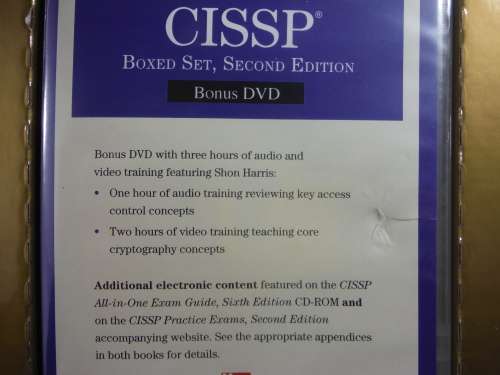 CISSP®
BOXED SET, SECOND EDITION
Bonus DVD
Bonus DVD with three hours of audio and
video training featuring Shon Harris:
• One hour of audio training reviewing key access
control concepts
• Two hours of video training teaching core
cryptography concepts
Additional electronic content featured on the CISSP
All-in-One Exam Guide, Sixth Edition CD-ROM and
on the CISSP Practice Exams, Second Edition
accompanying website. See the appropriate appendices
in both books for details.